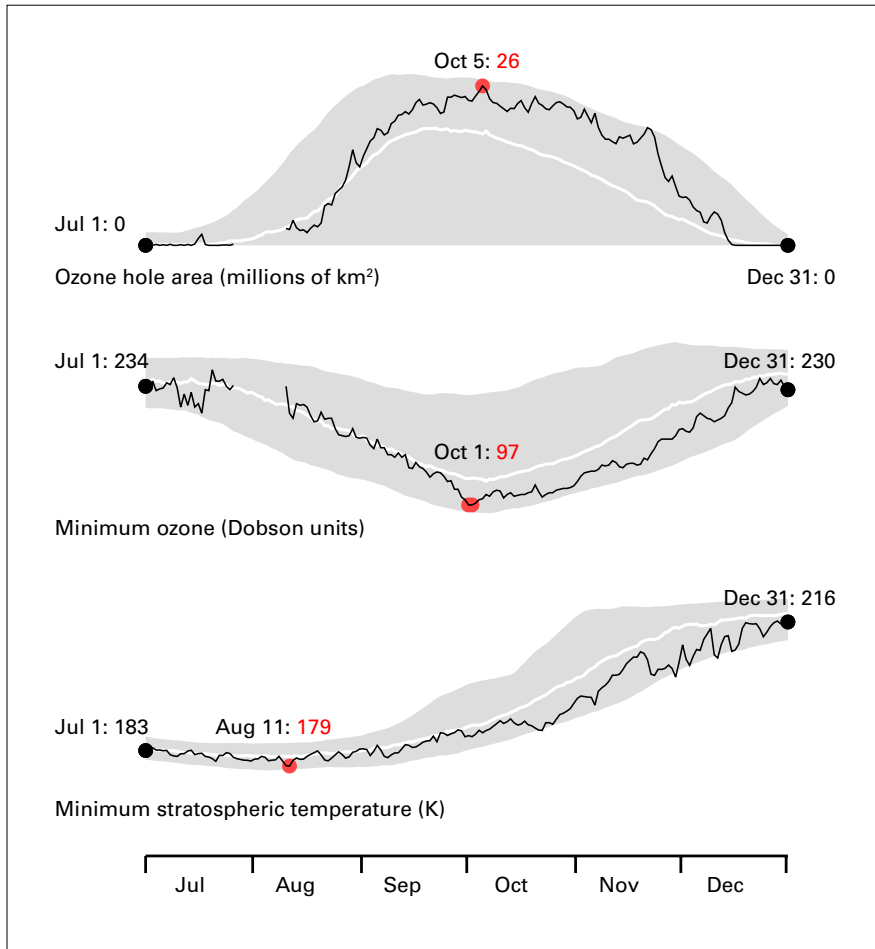 Oct 5: 26
Jul 1: 0
Ozone hole area (millions of km²)
Dec 31: 0
Jul 1: 234
Dec 31: 230
Oct 1: 97
Minimum ozone (Dobson units)
Dec 31: 216
Jul 1: 183
Aug 11: 179
Minimum stratospheric temperature (K)
Jul Aug Sep Oct Nov Dec